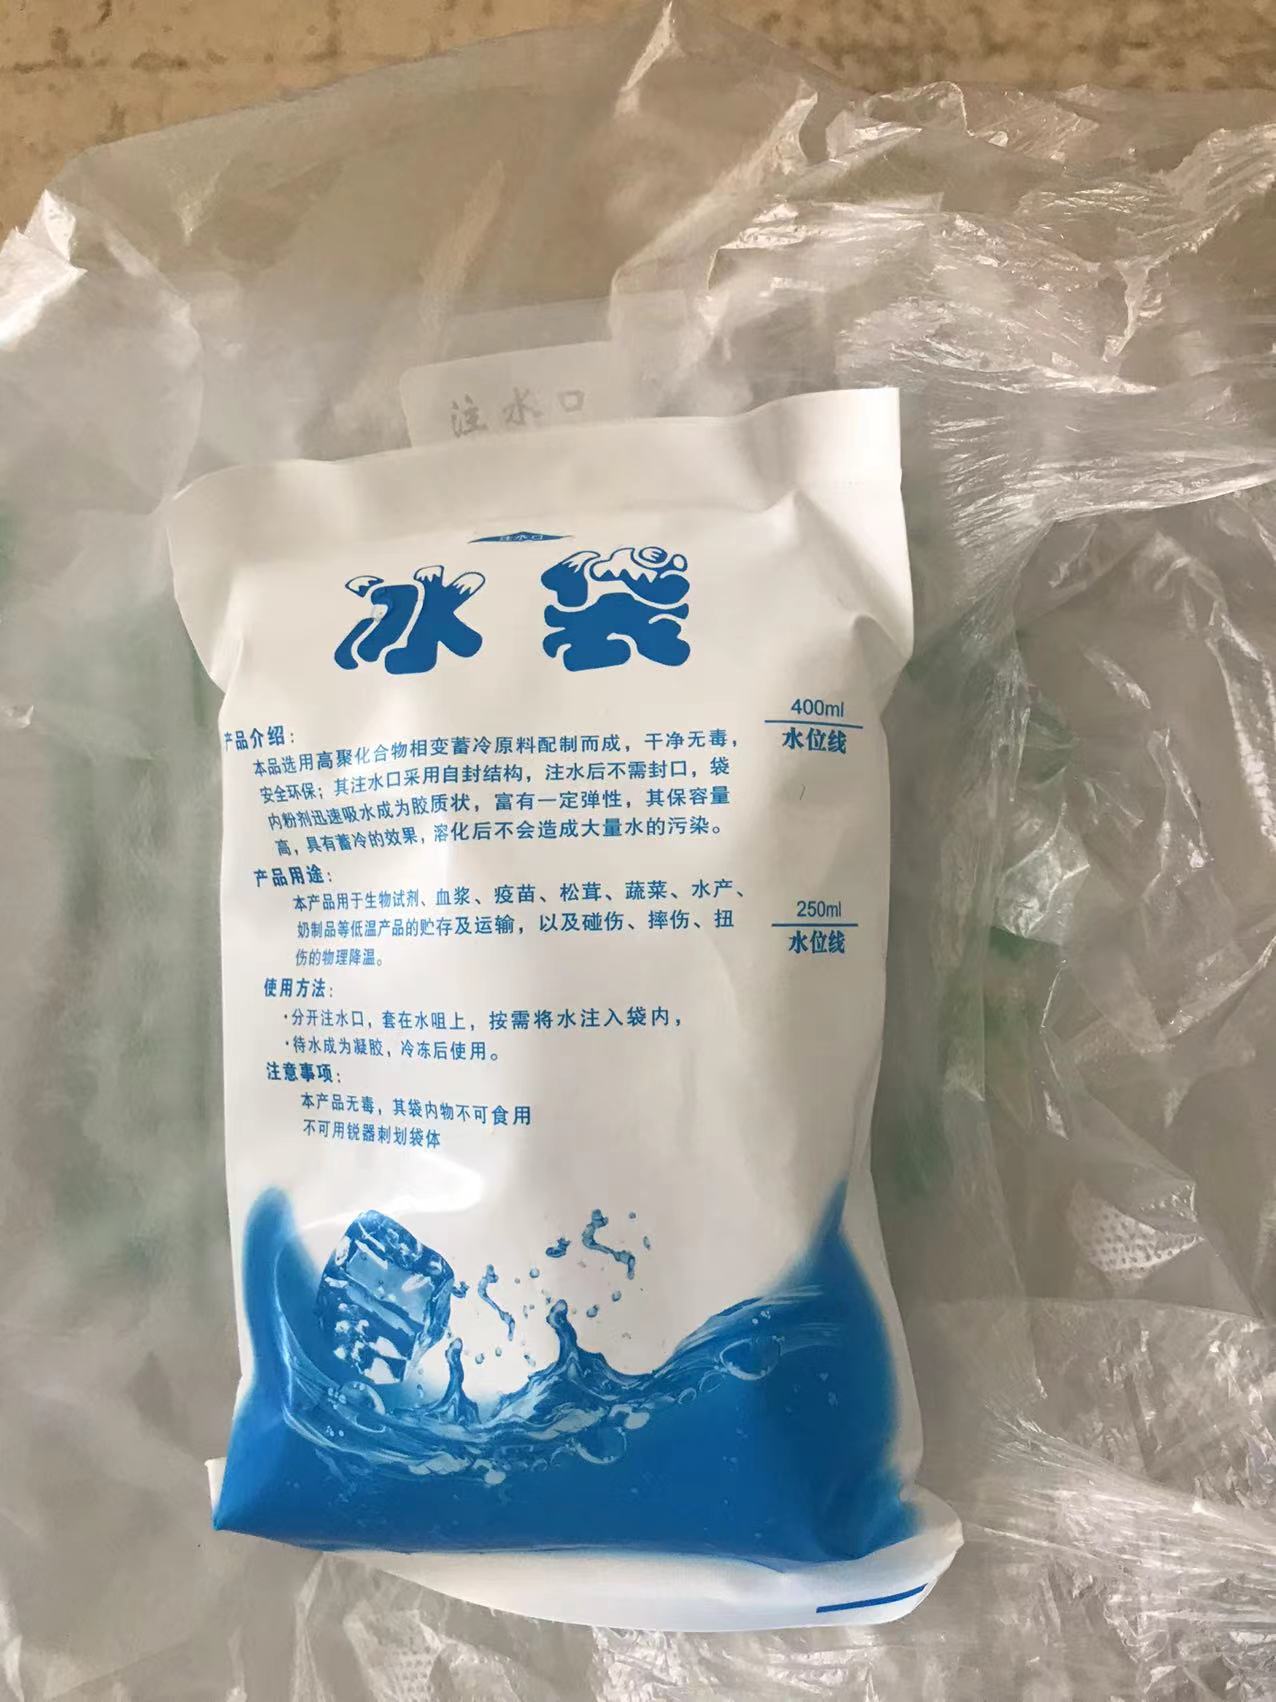 注水口
注水口
冰袋
400ml
水位线
产品介绍：
本品选用高聚化合物相变蓄冷原料配制而成，干净无毒，
安全环保；其注水口采用自封结构，注水后不需封口，袋
内粉剂迅速吸水成为胶质状，富有一定弹性，其保容量
高，具有蓄冷的效果，溶化后不会造成大量水的污染。
产品用途：
本产品用于生物试剂、血浆、疫苗、松茸、蔬菜、水产、
奶制品等低温产品的贮存及运输，以及碰伤、摔伤、扭
伤的物理降温。
250ml
水位线
使用方法：
·分开注水口，套在水咀上，按需将水注入袋内，
·待水成为凝胶，冷冻后使用。
注意事项：
本产品无毒，其袋内物不可食用
不可用锐器刺划袋体